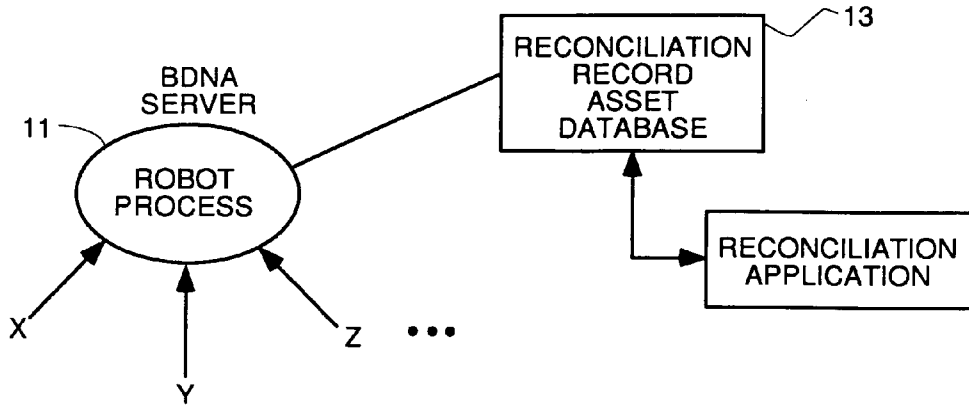 13
RECONCILIATION
RECORD
ASSET
DATABASE
BDNA
SERVER
11
ROBOT
PROCESS
RECONCILIATION
APPLICATION
X
Y
Z